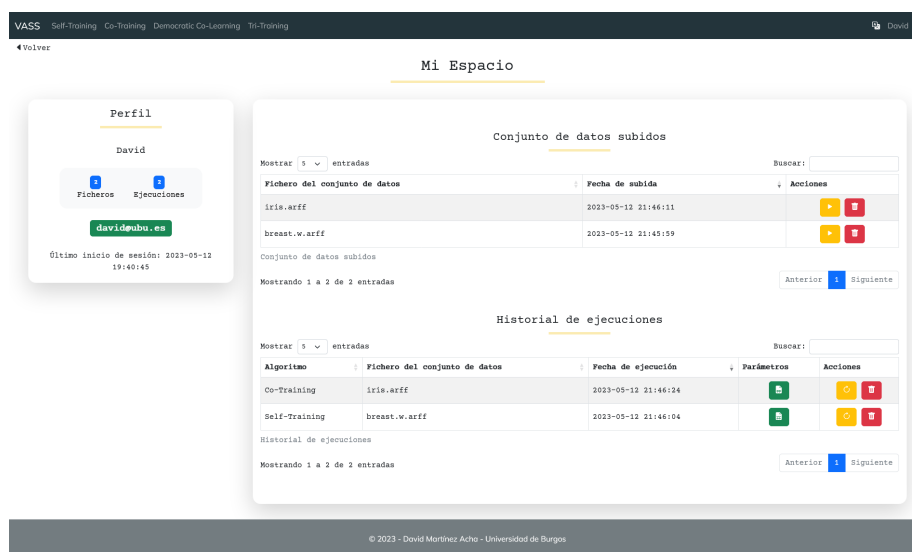 VASS Self-Training Co-Training Democratic Co-Learning Tri-Training David
Volver
Mi Espacio
Perfil
David
2 2
Ficheros Ejecuciones
david@ubu.es
Último inicio de sesión: 2023-05-12
19:40:45
Conjunto de datos subidos
Mostrar 5 entradas Buscar:
Fichero del conjunto de datos Fecha de subida Acciones
iris.arff 2023-05-12 21:46:11
breast.w.arff 2023-05-12 21:45:59
Conjunto de datos subidos
Mostrando 1 a 2 de 2 entradas Anterior 1 Siguiente
Historial de ejecuciones
Mostrar 5 entradas Buscar:
Algoritmo Fichero del conjunto de datos Fecha de ejecución Parámetros Acciones
Co-Training iris.arff 2023-05-12 21:46:24
Self-Training breast.w.arff 2023-05-12 21:46:04
Historial de ejecuciones
Mostrando 1 a 2 de 2 entradas Anterior 1 Siguiente
© 2023 - David Martínez Acha - Universidad de Burgos